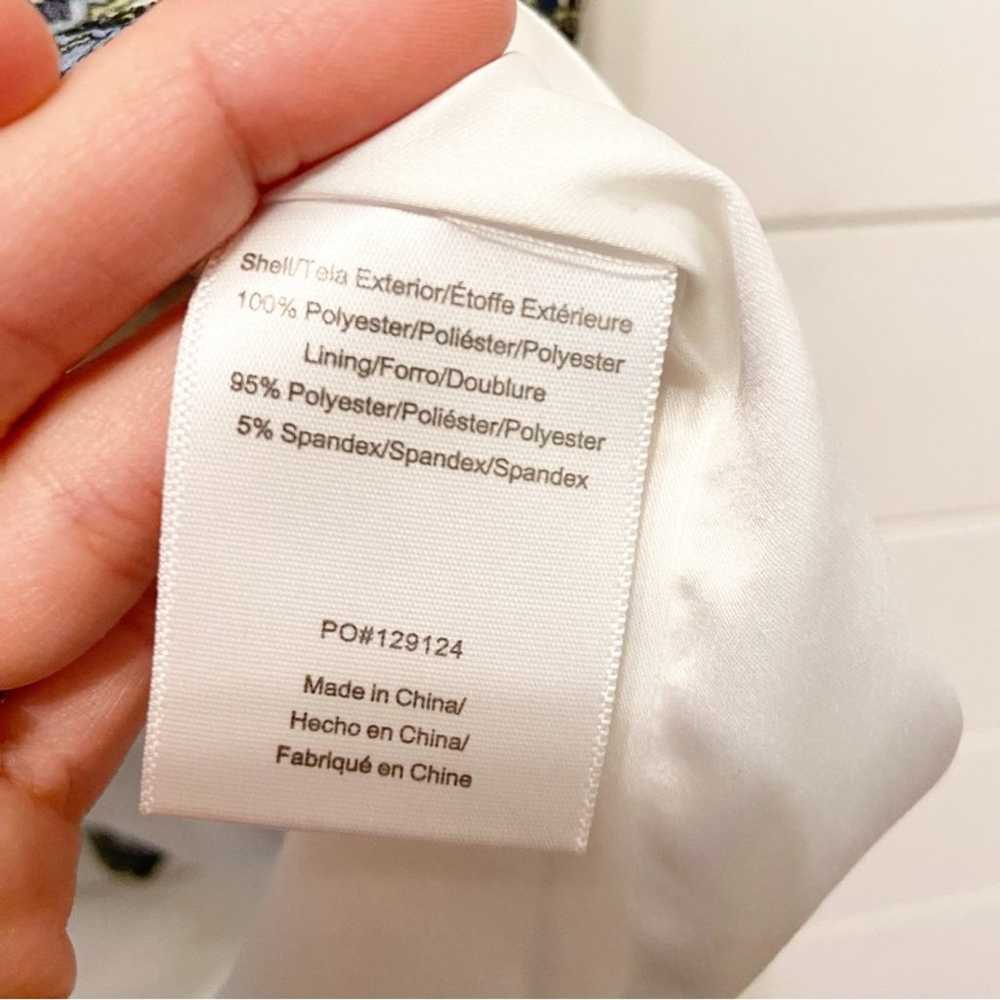 Shell/Tela Exterior/Étoffe Extérieure
100% Polyester/Poliéster/Polyester
Lining/Forro/Doublure
95% Polyester/Poliéster/Polyester
5% Spandex/Spandex/Spandex
PO#129124
Made in China/
Hecho en China/
Fabriqué en Chine